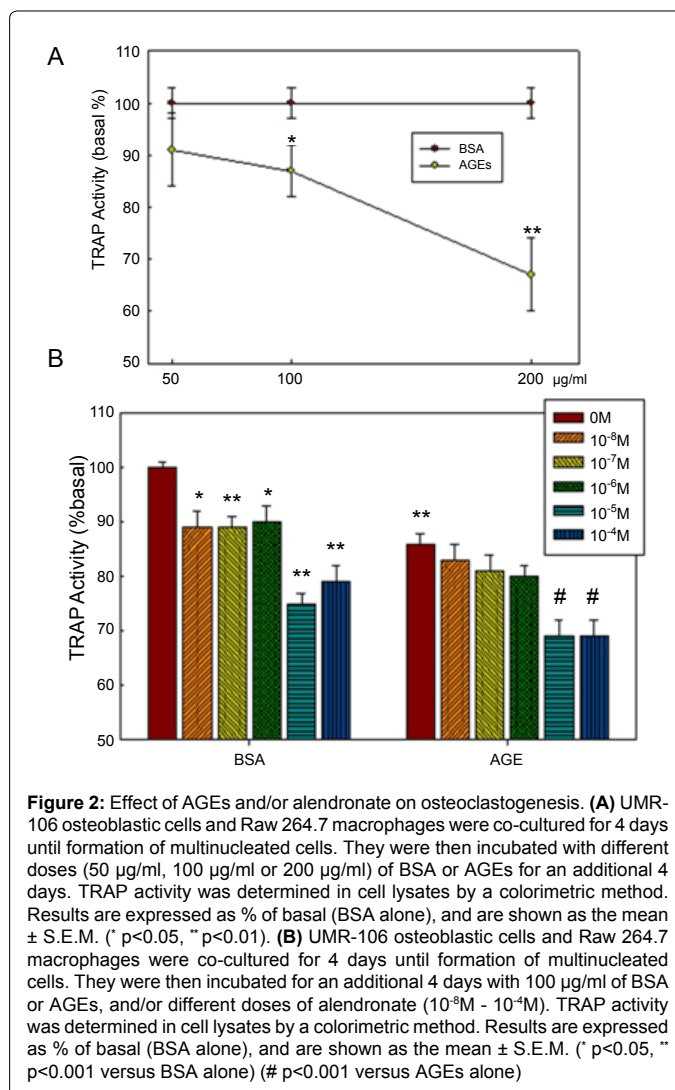 A
110
100
90
80
70
60
50
TRAP Activity (basal %)
BSA
AGEs
*
**
50 100 200 µg/ml
B
110
100
90
80
70
60
50
TRAP Activity (%basal)
0M
10⁻⁸M
10⁻⁷M
10⁻⁶M
10⁻⁵M
10⁻⁴M
* ** * ** **
** # #
BSA AGE
Figure 2: Effect of AGEs and/or alendronate on osteoclastogenesis. (A) UMR-
106 osteoblastic cells and Raw 264.7 macrophages were co-cultured for 4 days
until formation of multinucleated cells. They were then incubated with different
doses (50 µg/ml, 100 µg/ml or 200 µg/ml) of BSA or AGEs for an additional 4
days. TRAP activity was determined in cell lysates by a colorimetric method.
Results are expressed as % of basal (BSA alone), and are shown as the mean
± S.E.M. (* p<0.05, ** p<0.01). (B) UMR-106 osteoblastic cells and Raw 264.7
macrophages were co-cultured for 4 days until formation of multinucleated
cells. They were then incubated for an additional 4 days with 100 µg/ml of BSA
or AGEs, and/or different doses of alendronate (10⁻⁸M - 10⁻⁴M). TRAP activity
was determined in cell lysates by a colorimetric method. Results are expressed
as % of basal (BSA alone), and are shown as the mean ± S.E.M. (* p<0.05, **
p<0.001 versus BSA alone) (# p<0.001 versus AGEs alone)